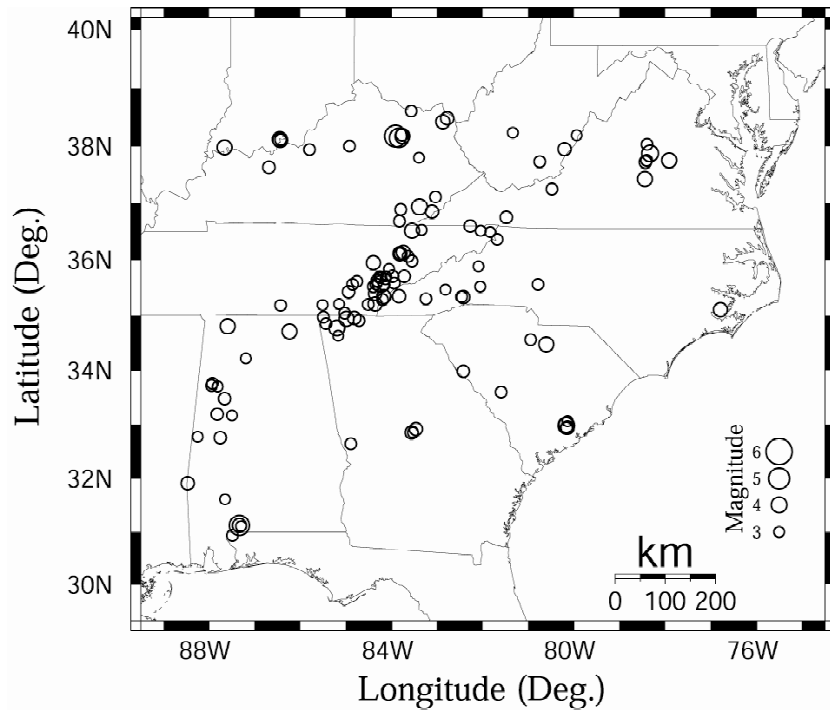 40N
38N
36N
34N
32N
30N
Latitude (Deg.)
Magnitude
6
5
4
3
km
0 100 200
88W 84W 80W 76W
Longitude (Deg.)